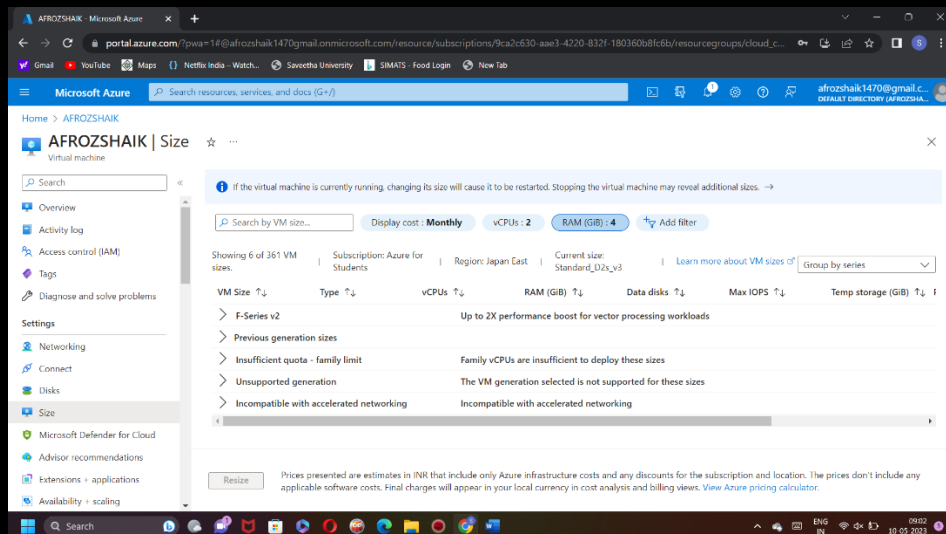 AFROZSHAIK - Microsoft Azure
portal.azure.com/?pwa=1#@afrozshaik1470gmail.onmicrosoft.com/resource/subscriptions/9ca2c630-aae3-4220-832f-180360b8fc6b/resourcegroups/cloud_c...
S
Gmail YouTube Maps Netflix India – Watch... Saveetha University SIMATS - Food Login New Tab
Microsoft Azure
Search resources, services, and docs (G+/)
1
afrozshaik1470@gmail.c...
DEFAULT DIRECTORY (AFROZSHA...
Home > AFROZSHAIK
AFROZSHAIK | Size
Virtual machine
Search
Overview
Activity log
Access control (IAM)
Tags
Diagnose and solve problems
Settings
Networking
Connect
Disks
Size
Microsoft Defender for Cloud
Advisor recommendations
Extensions + applications
Availability + scaling
If the virtual machine is currently running, changing its size will cause it to be restarted. Stopping the virtual machine may reveal additional sizes. →
Search by VM size...
Display cost : Monthly
vCPUs : 2
RAM (GiB) : 4
Add filter
Showing 6 of 361 VM sizes.
Subscription: Azure for Students
Region: Japan East
Current size: Standard_D2s_v3
Learn more about VM sizes
Group by series
VM Size ↑↓ Type ↑↓ vCPUs ↑↓ RAM (GiB) ↑↓ Data disks ↑↓ Max IOPS ↑↓ Temp storage (GiB) ↑↓
F-Series v2 Up to 2X performance boost for vector processing workloads
Previous generation sizes
Insufficient quota - family limit Family vCPUs are insufficient to deploy these sizes
Unsupported generation The VM generation selected is not supported for these sizes
Incompatible with accelerated networking Incompatible with accelerated networking
Resize
Prices presented are estimates in INR that include only Azure infrastructure costs and any discounts for the subscription and location. The prices don't include any
applicable software costs. Final charges will appear in your local currency in cost analysis and billing views. View Azure pricing calculator.
Search
ENG
IN
09:02
10-05-2023